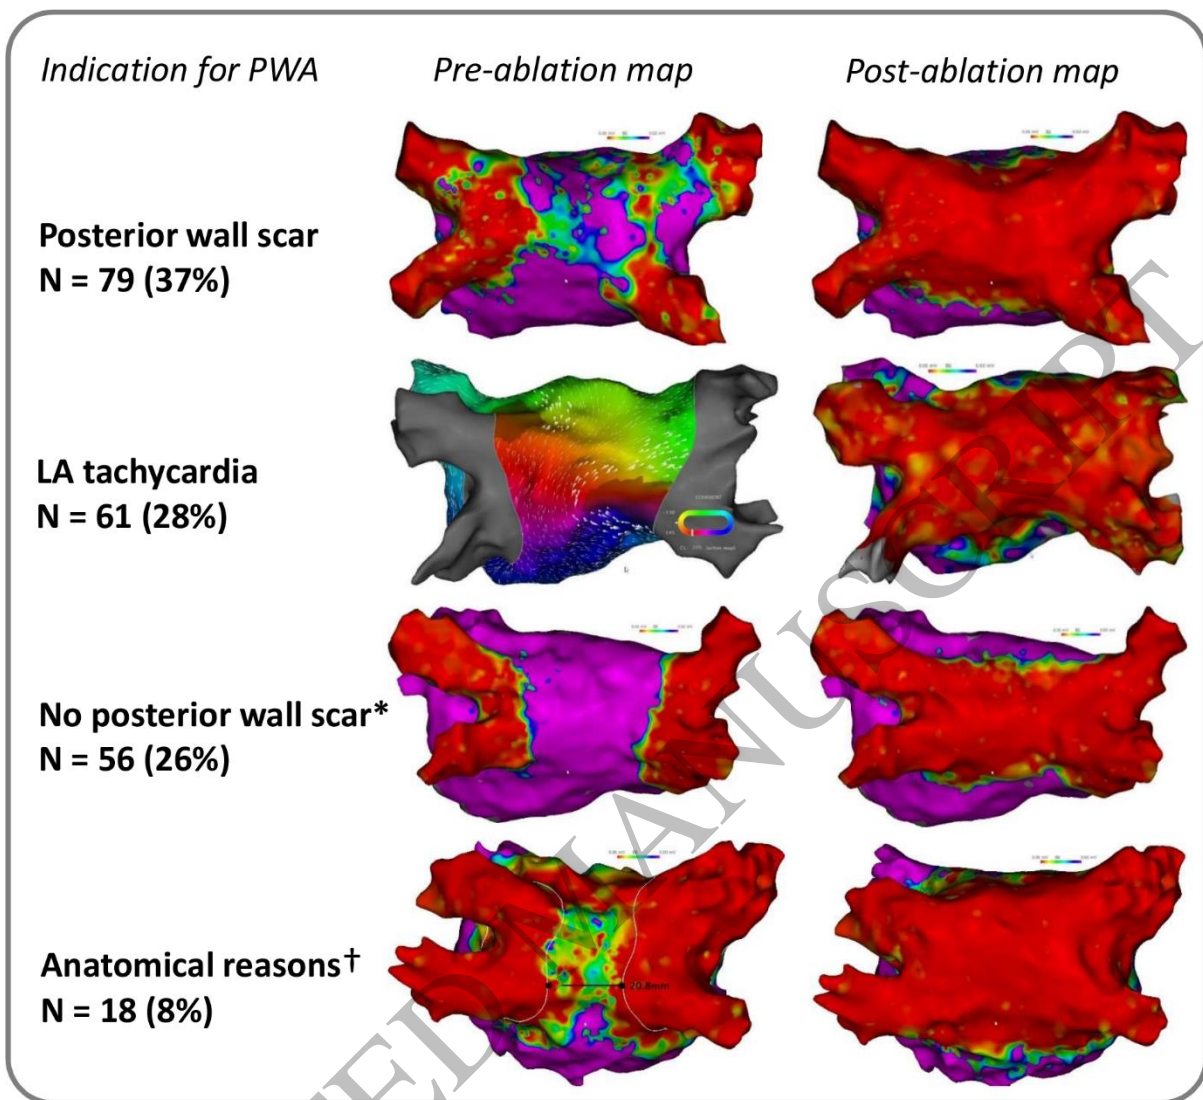 Indication for PWA
Pre-ablation map
Post-ablation map
Posterior wall scar
N = 79 (37%)
LA tachycardia
N = 61 (28%)
No posterior wall scar*
N = 56 (26%)
Anatomical reasons†
N = 18 (8%)
20.8mm